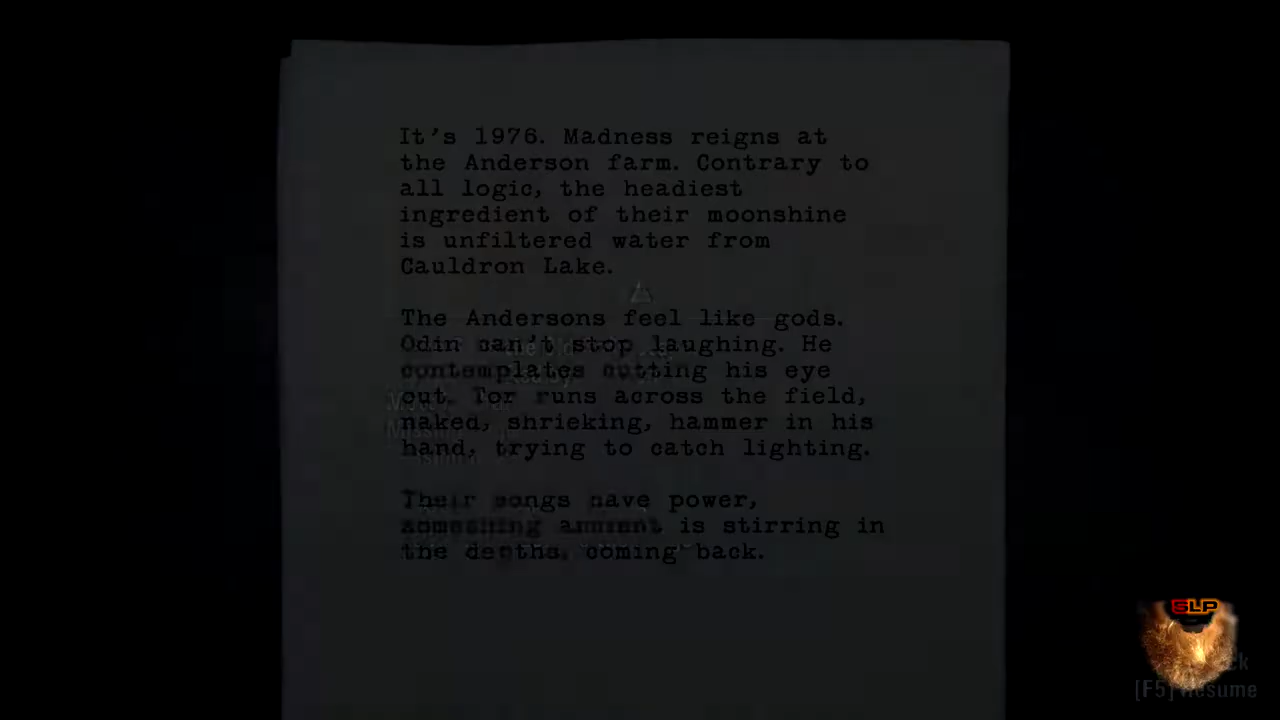 It's 1976. Madness reigns at
the Anderson farm. Contrary to
all logic, the headiest
ingredient of their moonshine
is unfiltered water from
Cauldron Lake.
The Andersons feel like gods.
Odin can't stop laughing. He
contemplates cutting his eye
out. Tor runs across the field,
naked, shrieking, hammer in his
hand, trying to catch lighting.
Their songs have power,
something ancient is stirring in
the depths, coming back.
SLP
[F5] Resume